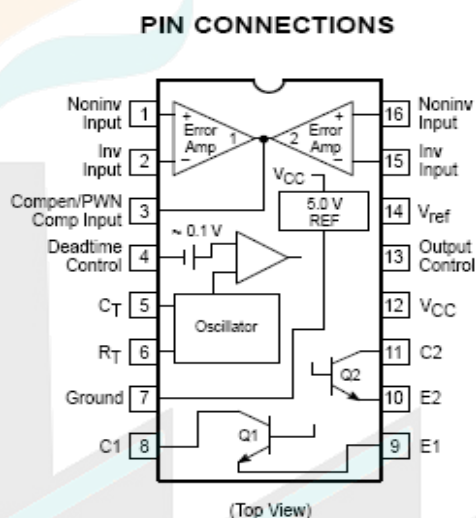 PIN CONNECTIONS
Noninv
Input
1
+
Error
Amp
1
2
Error
Amp
+
16
Noninv
Input
Inv
Input
2
–
–
15
Inv
Input
Compen/PWN
Comp Input
3
VCC
5.0 V
REF
14
Vref
Deadtime
Control
4
~ 0.1 V
13
Output
Control
CT
5
Oscillator
12
VCC
RT
6
11
C2
Q2
Ground
7
10
E2
C1
8
Q1
9
E1
(Top View)